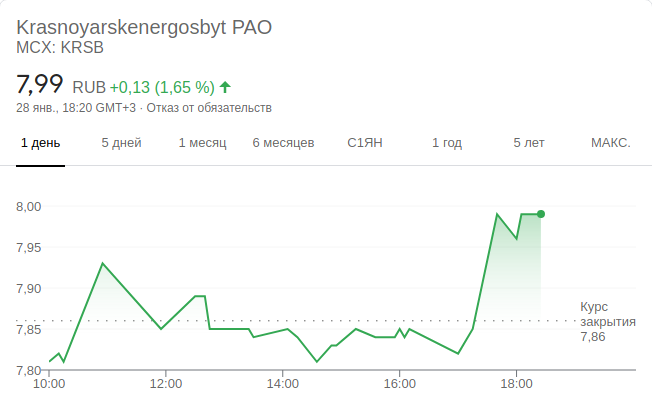 Krasnoyarskenergosbyt PAO
MCX: KRSB
7,99 RUB +0,13 (1,65 %)
28 янв., 18:20 GMT+3 · Отказ от обязательств
1 день 5 дней 1 месяц 6 месяцев С1ЯН 1 год 5 лет МАКС.
8,00
7,95
7,90
7,85
7,80
Курс
закрытия
7,86
10:00 12:00 14:00 16:00 18:00